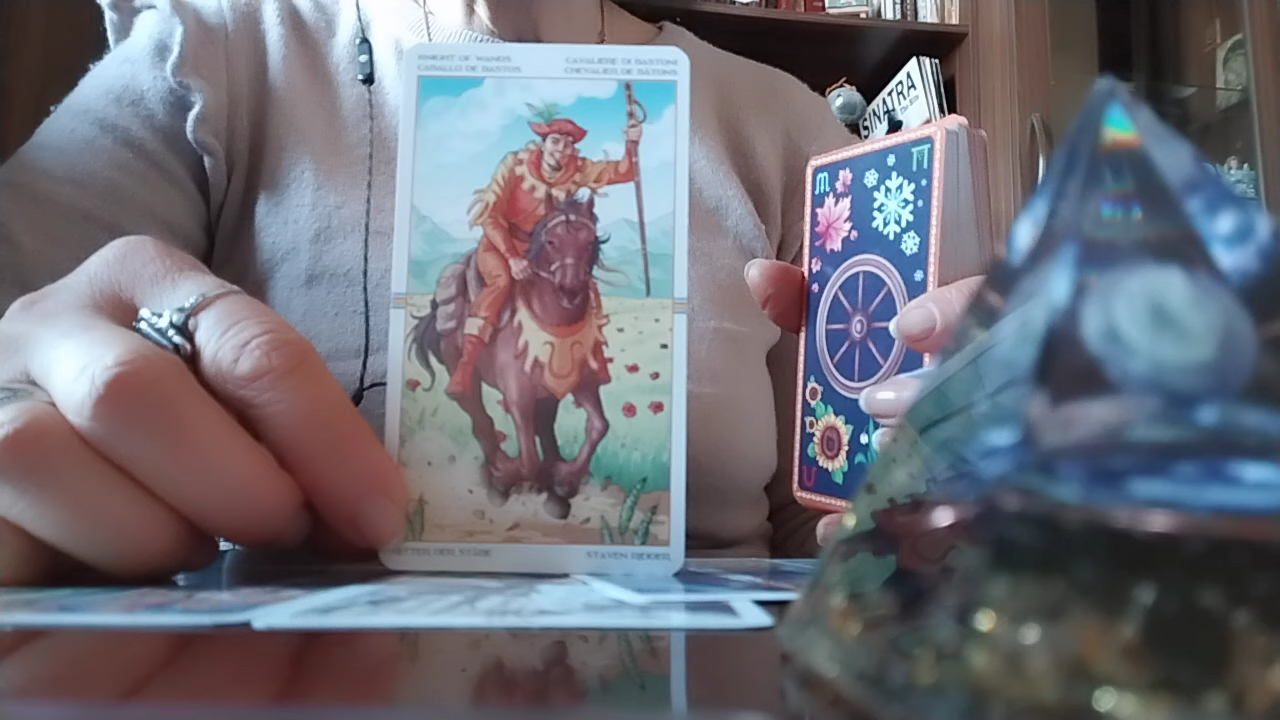 KNIGHT OF WANDS
CABALLO DE BASTOS
CAVALIERE DI BASTONI
CHEVALIER DE BÂTONS
SINATRA
RITTER DER STÄBE
STAVEN RIDDER